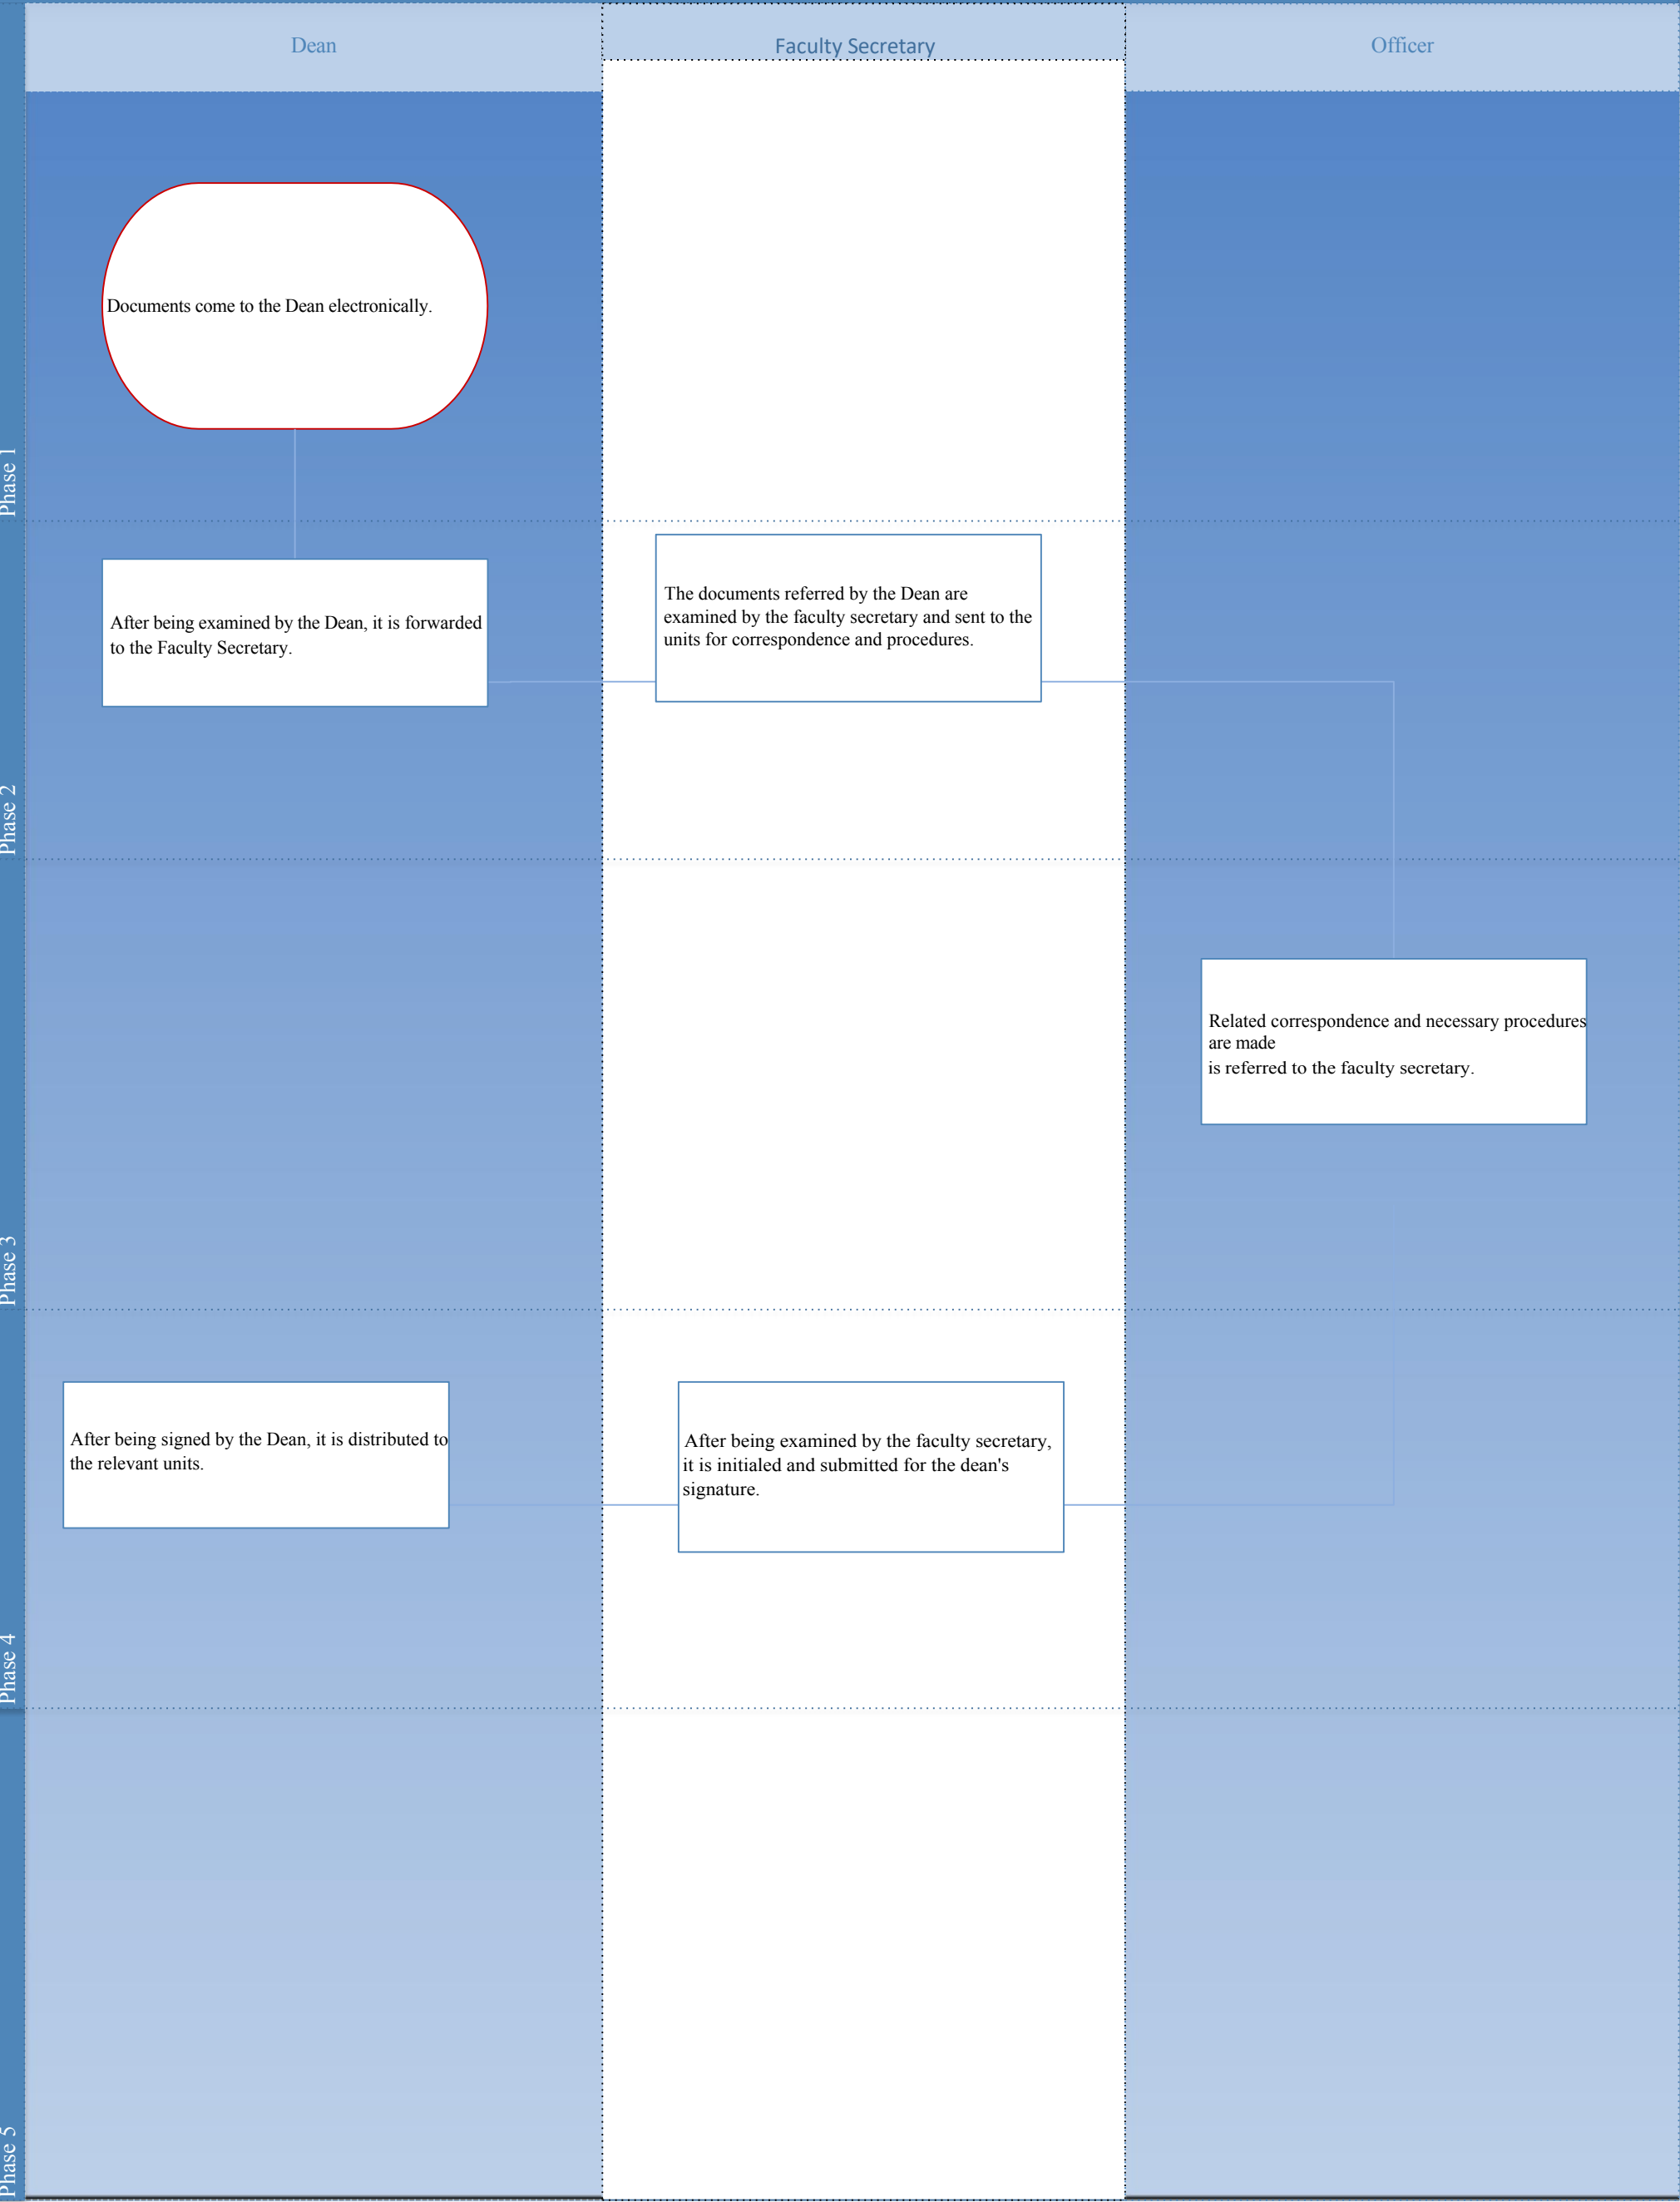 Dean
Faculty Secretary
Officer
Documents come to the Dean electronically.
Phase 1
After being examined by the Dean, it is forwarded
to the Faculty Secretary.
The documents referred by the Dean are
examined by the faculty secretary and sent to the
units for correspondence and procedures.
Phase 2
Related correspondence and necessary procedures
are made
is referred to the faculty secretary.
Phase 3
After being signed by the Dean, it is distributed to
the relevant units.
After being examined by the faculty secretary,
it is initialed and submitted for the dean's
signature.
Phase 4
Phase 5